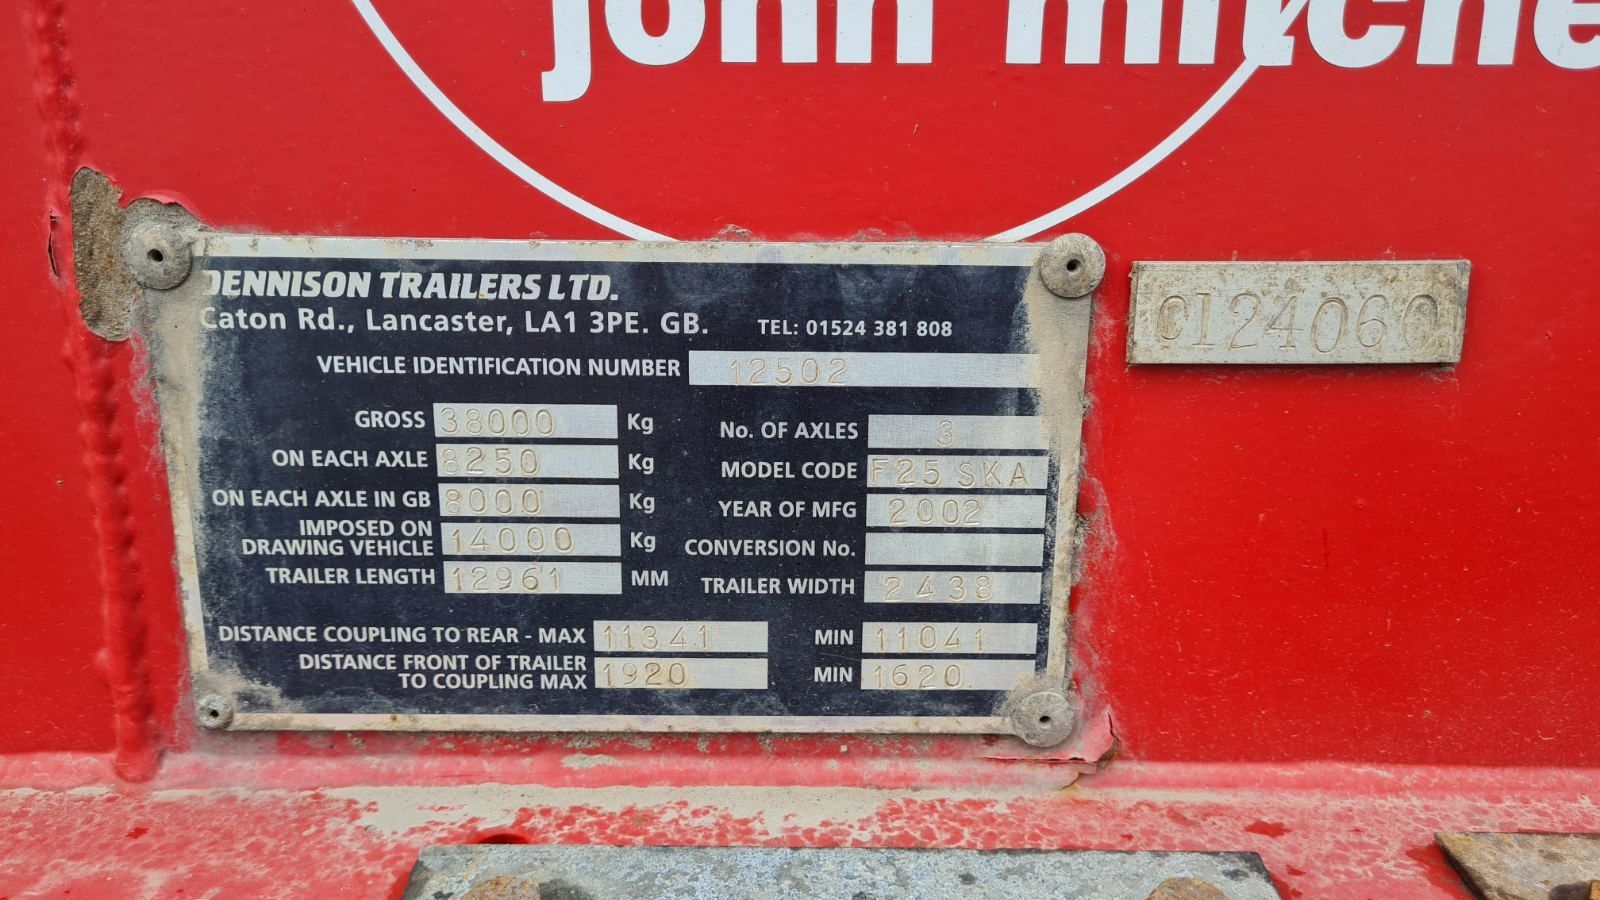 john mitche
DENNISON TRAILERS LTD.
Caton Rd., Lancaster, LA1 3PE. GB. TEL: 01524 381 808
C124060
VEHICLE IDENTIFICATION NUMBER 12502
GROSS 38000 Kg
ON EACH AXLE 8250 Kg
ON EACH AXLE IN GB 8000 Kg
IMPOSED ON
DRAWING VEHICLE 14000 Kg
TRAILER LENGTH 12961 MM
No. OF AXLES 3
MODEL CODE F25 SKA
YEAR OF MFG 2002
CONVERSION No.
TRAILER WIDTH 2438
DISTANCE COUPLING TO REAR - MAX 11341 MIN 11041
DISTANCE FRONT OF TRAILER
TO COUPLING MAX 1920 MIN 1620